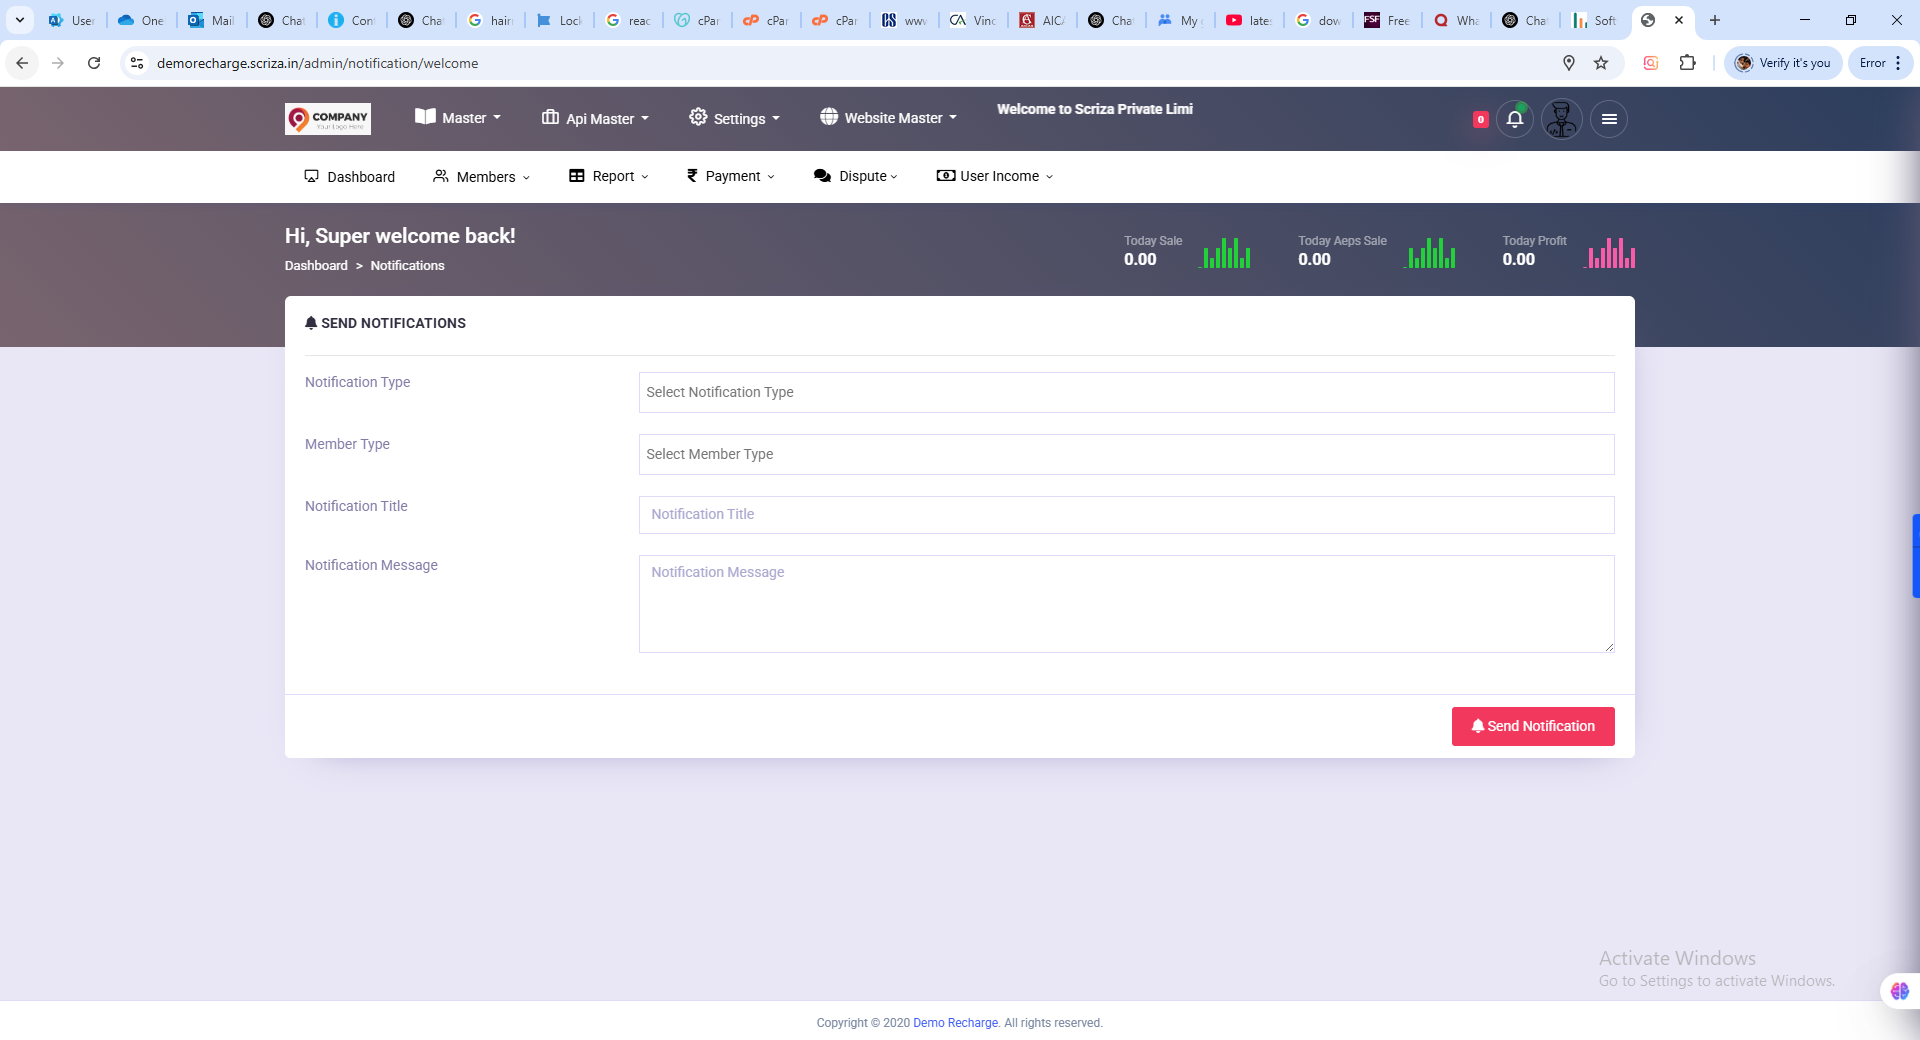 User
One
Mail
Chat
Con
Cha
hair
Lock
reac
cPar
cPar
cPar
www
Vinc
AICA
Cha
My
late
dow
Free
Wha
Cha
Soft
demorecharge.scriza.in/admin/notification/welcome
Verify it's you
Error
COMPANY
Your Logo Here
Master
Api Master
Settings
Website Master
Welcome to Scriza Private Limi
0
Dashboard
Members
Report
Payment
Dispute
User Income
Hi, Super welcome back!
Dashboard > Notifications
Today Sale
0.00
Today Aeps Sale
0.00
Today Profit
0.00
SEND NOTIFICATIONS
Notification Type
Select Notification Type
Member Type
Select Member Type
Notification Title
Notification Title
Notification Message
Notification Message
Send Notification
Activate Windows
Go to Settings to activate Windows.
Copyright © 2020 Demo Recharge. All rights reserved.